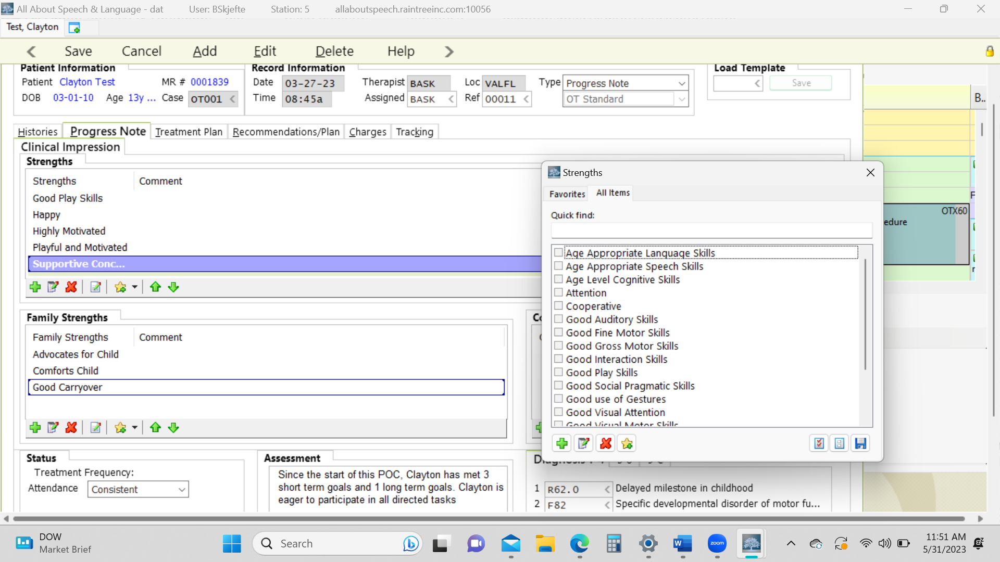 All About Speech & Language - dat User: BSkjefte Station: 5 allaboutspeech.raintreeinc.com:10056
Test, Clayton
Save Cancel Add Edit Delete Help
Patient Information Record Information Load Template
Patient Clayton Test MR # 0001839 Date 03-27-23 Therapist BASK Loc VALFL Type Progress Note Save
DOB 03-01-10 Age 13y ... Case OT001 Time 08:45a Assigned BASK Ref 00011 OT Standard
B..
Histories Progress Note Treatment Plan Recommendations/Plan Charges Tracking
Clinical Impression
Strengths
Strengths Comment
Good Play Skills
Happy
Highly Motivated
Playful and Motivated
Supportive Conc...
Family Strengths
Family Strengths Comment
Advocates for Child
Comforts Child
Good Carryover
Status
Treatment Frequency:
Attendance Consistent
Assessment
Since the start of this POC, Clayton has met 3
short term goals and 1 long term goals. Clayton is
eager to participate in all directed tasks
1 R62.0 Delayed milestone in childhood
2 F82 Specific developmental disorder of motor fu...
Strengths
Favorites All Items
Quick find:
Age Appropriate Language Skills
Age Appropriate Speech Skills
Age Level Cognitive Skills
Attention
Cooperative
Good Auditory Skills
Good Fine Motor Skills
Good Gross Motor Skills
Good Interaction Skills
Good Play Skills
Good Social Pragmatic Skills
Good use of Gestures
Good Visual Attention
Good Visual Motor Skills
OTX60
edure
DOW
Market Brief
Search
zoom
11:51 AM
5/31/2023